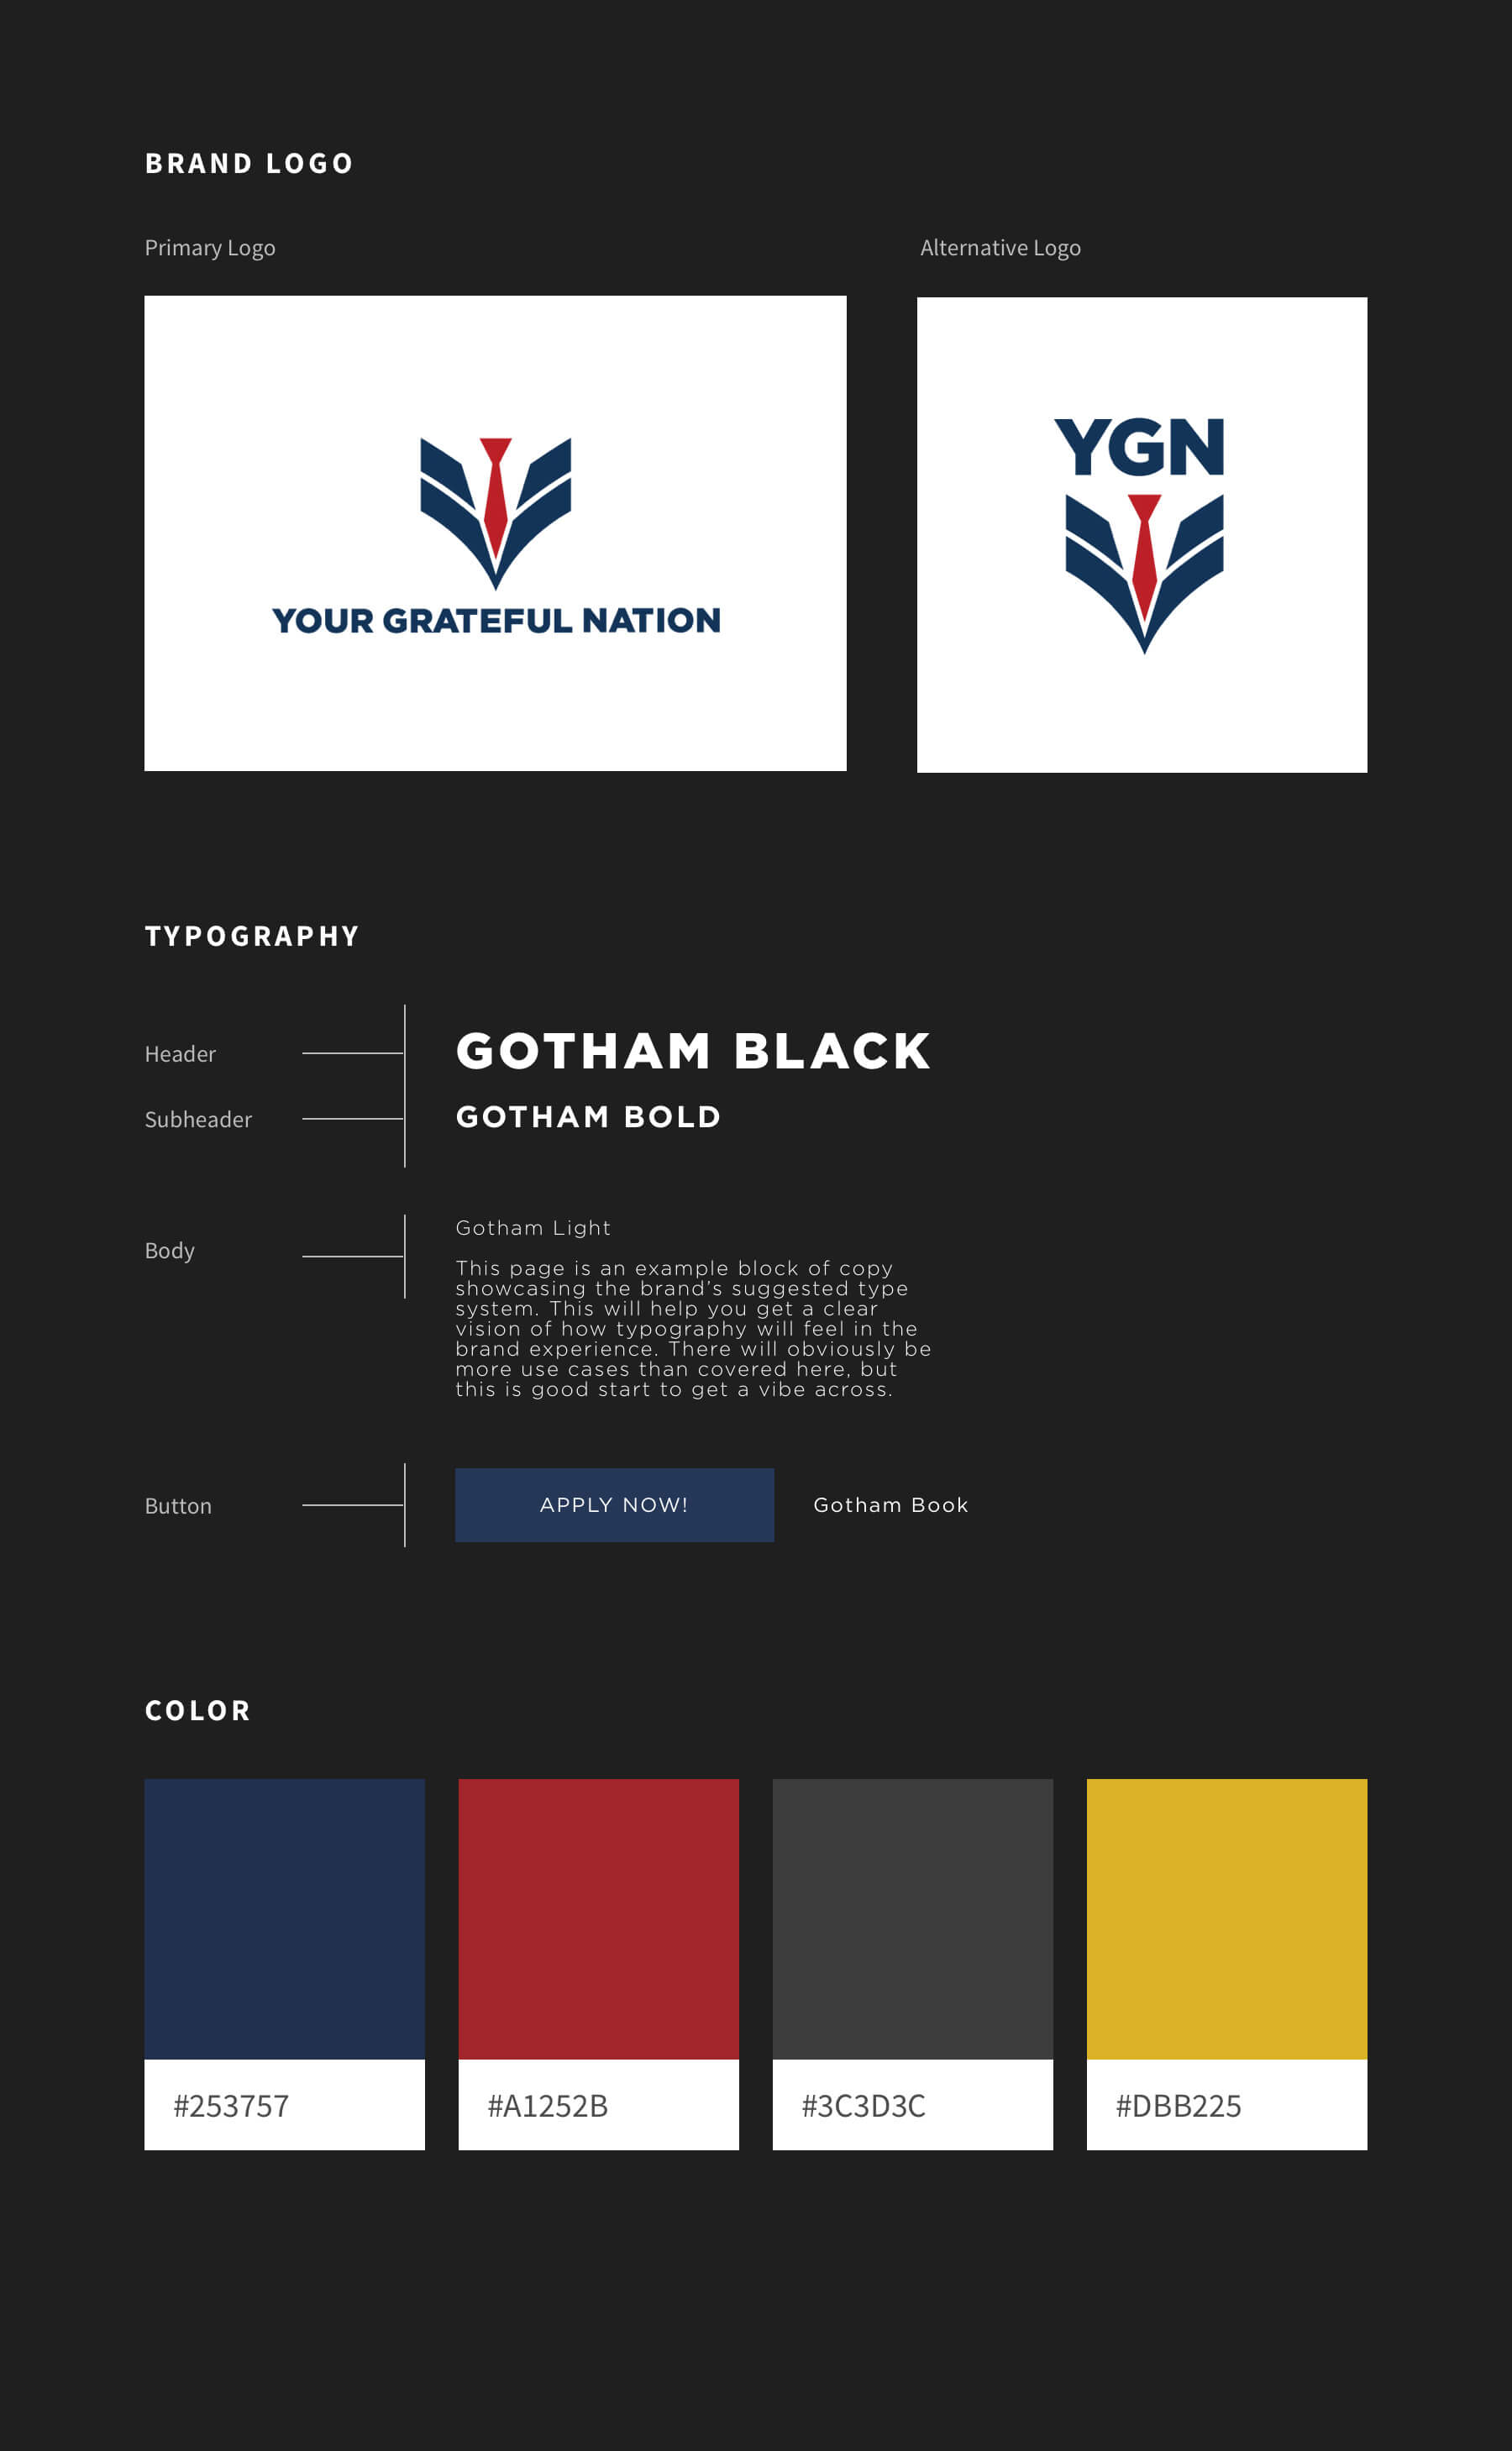 BRAND LOGO
Primary Logo
Alternative Logo
YOUR GRATEFUL NATION
YGN
TYPOGRAPHY
Header
GOTHAM BLACK
Subheader
GOTHAM BOLD
Body
Gotham Light
This page is an example block of copy
showcasing the brand’s suggested type
system. This will help you get a clear
vision of how typography will feel in the
brand experience. There will obviously be
more use cases than covered here, but
this is good start to get a vibe across.
Button
APPLY NOW!
Gotham Book
COLOR
#253757
#A1252B
#3C3D3C
#DBB225